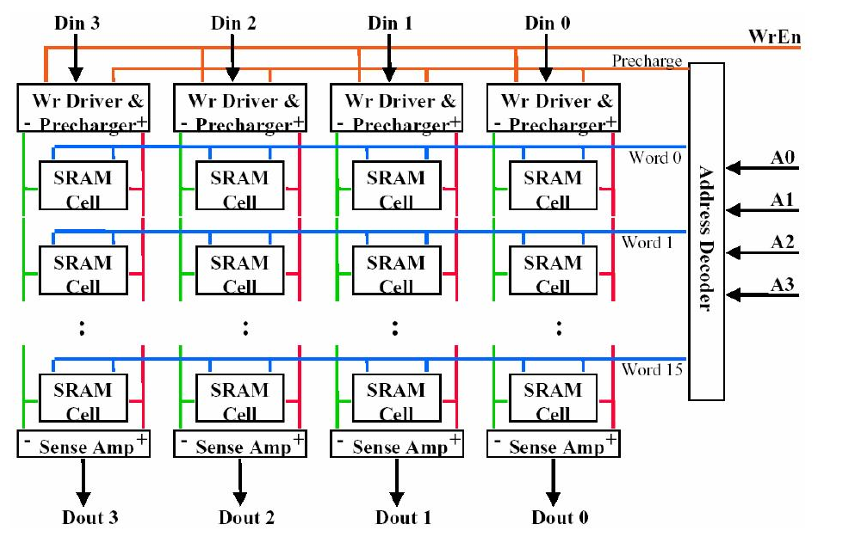 Din 3 Din 2 Din 1 Din 0
WrEn
Precharge
Wr Driver & Wr Driver & Wr Driver & Wr Driver &
- Precharger+ - Precharger+ - Precharger+ - Precharger+
Word 0
SRAM SRAM SRAM SRAM
Cell Cell Cell Cell
Word 1
SRAM SRAM SRAM SRAM
Cell Cell Cell Cell
: : : :
Word 15
SRAM SRAM SRAM SRAM
Cell Cell Cell Cell
- Sense Amp+ - Sense Amp+ - Sense Amp+ - Sense Amp+
Dout 3 Dout 2 Dout 1 Dout 0
Address Decoder
A0
A1
A2
A3